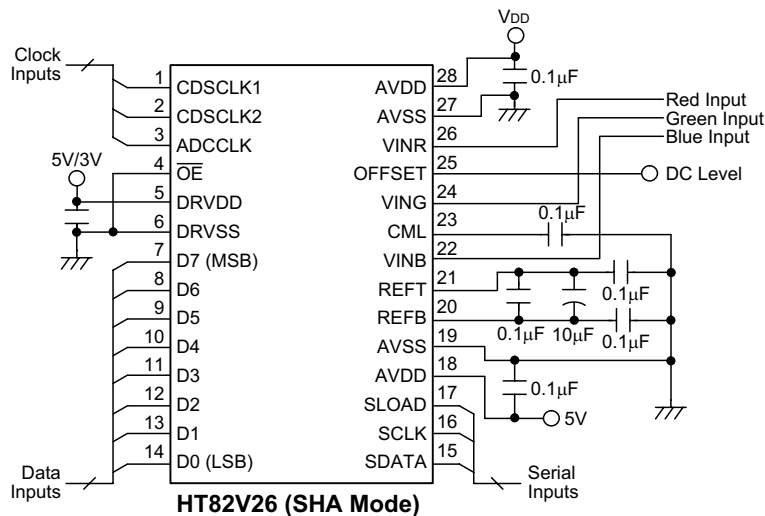 VDD
Clock
Inputs
0.1µF
1 CDSCLK1 AVDD 28
2 CDSCLK2 AVSS 27
3 ADCCLK VINR 26
4 OE OFFSET 25
5 DRVDD VING 24
6 DRVSS CML 23
7 D7 (MSB) VINB 22
8 D6 REFT 21
9 D5 REFB 20
10 D4 AVSS 19
11 D3 AVDD 18
12 D2 SLOAD 17
13 D1 SCLK 16
14 D0 (LSB) SDATA 15
5V/3V
Red Input
Green Input
Blue Input
DC Level
0.1µF
0.1µF
0.1µF 10µF 0.1µF
0.1µF
5V
Data
Inputs
Serial
Inputs
HT82V26 (SHA Mode)